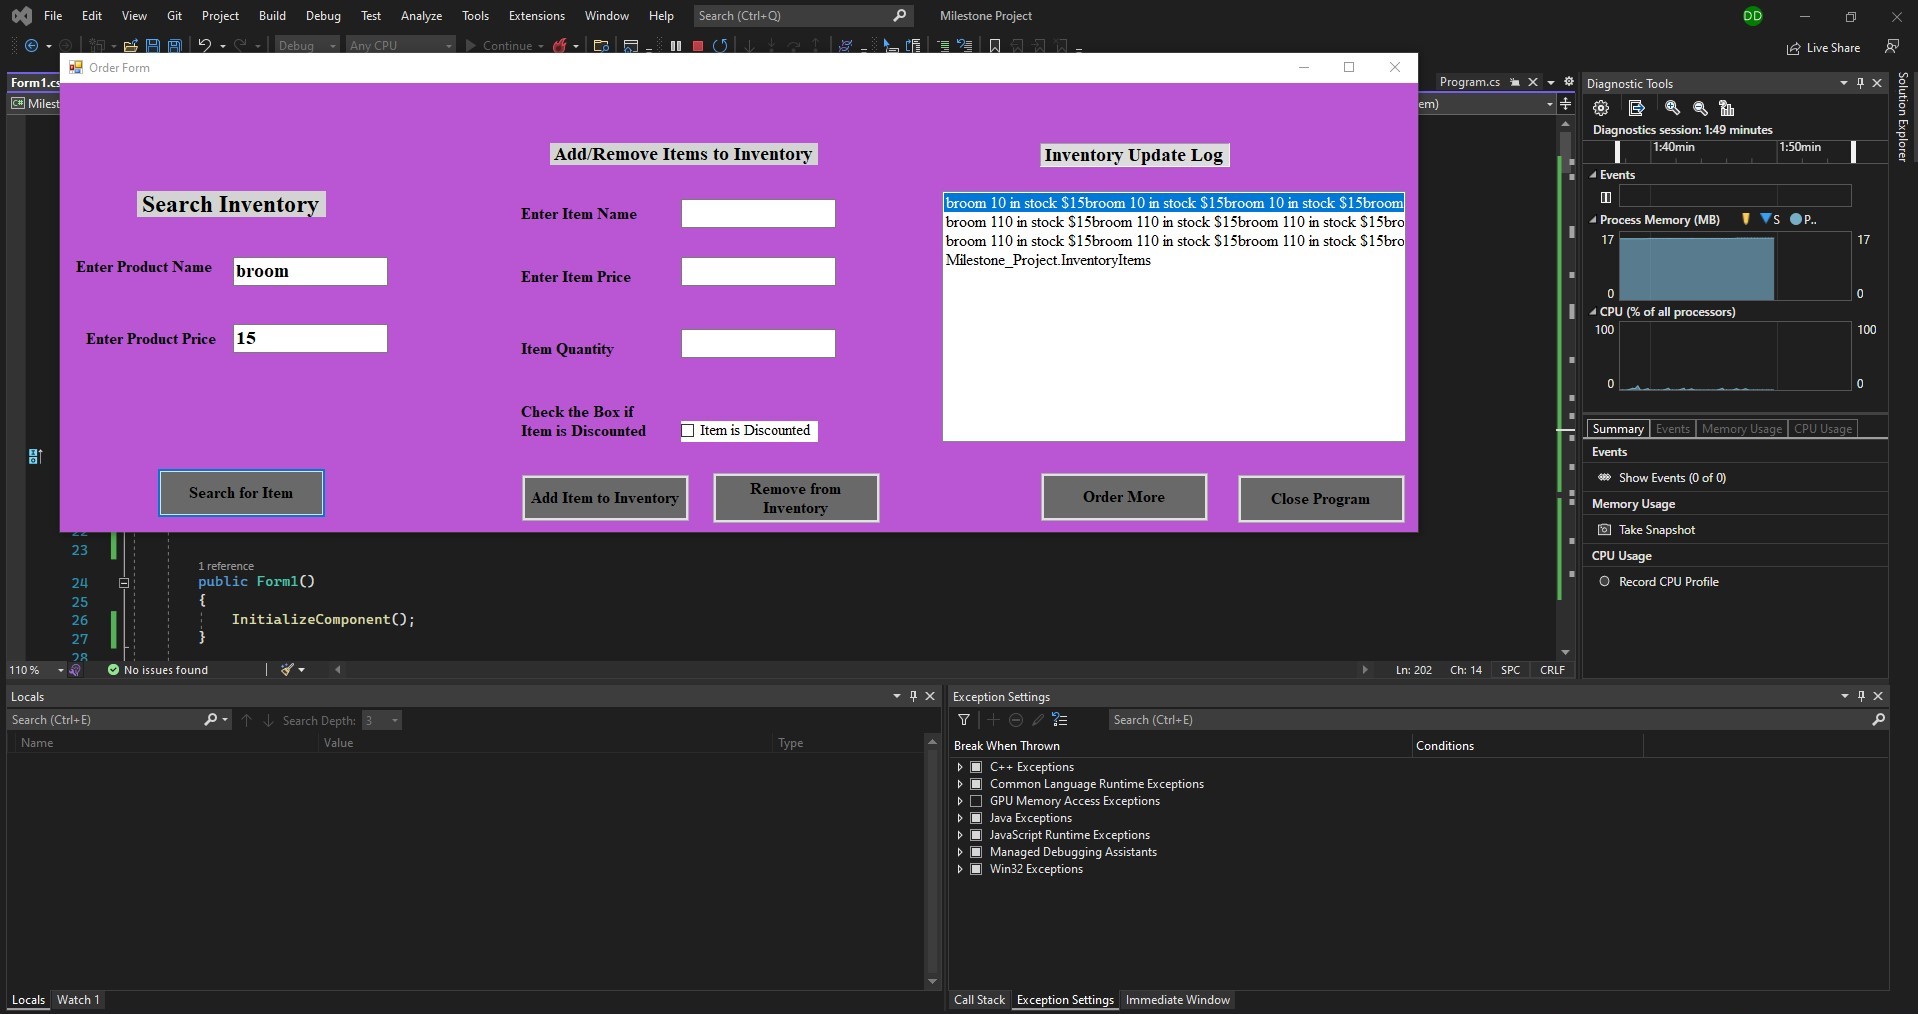 File Edit View Git Project Build Debug Test Analyze Tools Extensions Window Help Search (Ctrl+Q) Milestone Project DD
Debug Any CPU Continue Live Share
Order Form
Form1.cs Program.cs
Milest em)
Search Inventory
Enter Product Name broom
Enter Product Price 15
Search for Item
Add/Remove Items to Inventory
Enter Item Name
Enter Item Price
Item Quantity
Check the Box if
Item is Discounted
Item is Discounted
Add Item to Inventory
Remove from
Inventory
Inventory Update Log
broom 10 in stock $15broom 10 in stock $15broom 10 in stock $15broom
broom 110 in stock $15broom 110 in stock $15broom 110 in stock $15bro
broom 110 in stock $15broom 110 in stock $15broom 110 in stock $15bro
Milestone_Project.InventoryItems
Order More
Close Program
23
1 reference
24 public Form1()
25 {
26 InitializeComponent();
27 }
28
110 % No issues found Ln: 202 Ch: 14 SPC CRLF
Diagnostic Tools
Diagnostics session: 1:49 minutes
1:40min 1:50min
Events
Process Memory (MB) S P..
17 17
0 0
CPU (% of all processors)
100 100
0 0
Summary Events Memory Usage CPU Usage
Events
Show Events (0 of 0)
Memory Usage
Take Snapshot
CPU Usage
Record CPU Profile
Solution Explorer
Locals
Search (Ctrl+E) Search Depth: 3
Name Value Type
Locals Watch 1
Exception Settings
Search (Ctrl+E)
Break When Thrown Conditions
C++ Exceptions
Common Language Runtime Exceptions
GPU Memory Access Exceptions
Java Exceptions
JavaScript Runtime Exceptions
Managed Debugging Assistants
Win32 Exceptions
Call Stack Exception Settings Immediate Window